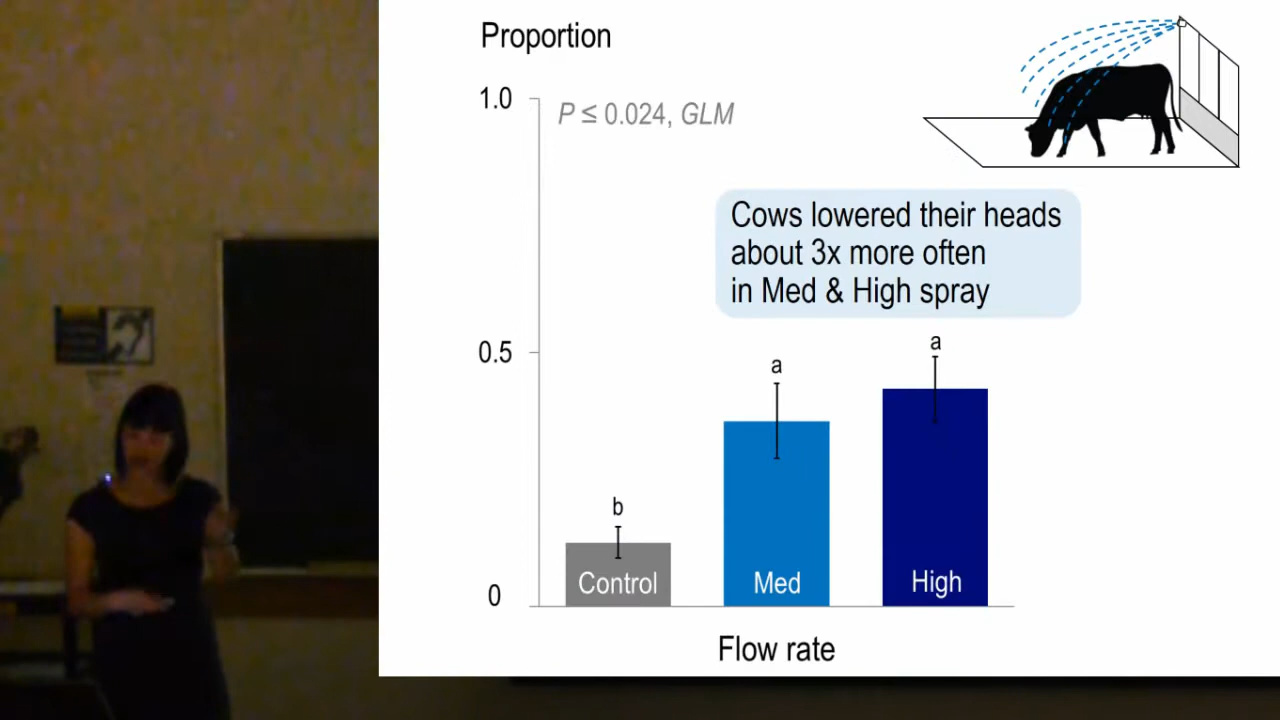 Proportion
1.0
P ≤ 0.024, GLM
Cows lowered their heads
about 3x more often
in Med & High spray
0.5
a
a
b
Control
Med
High
0
Flow rate